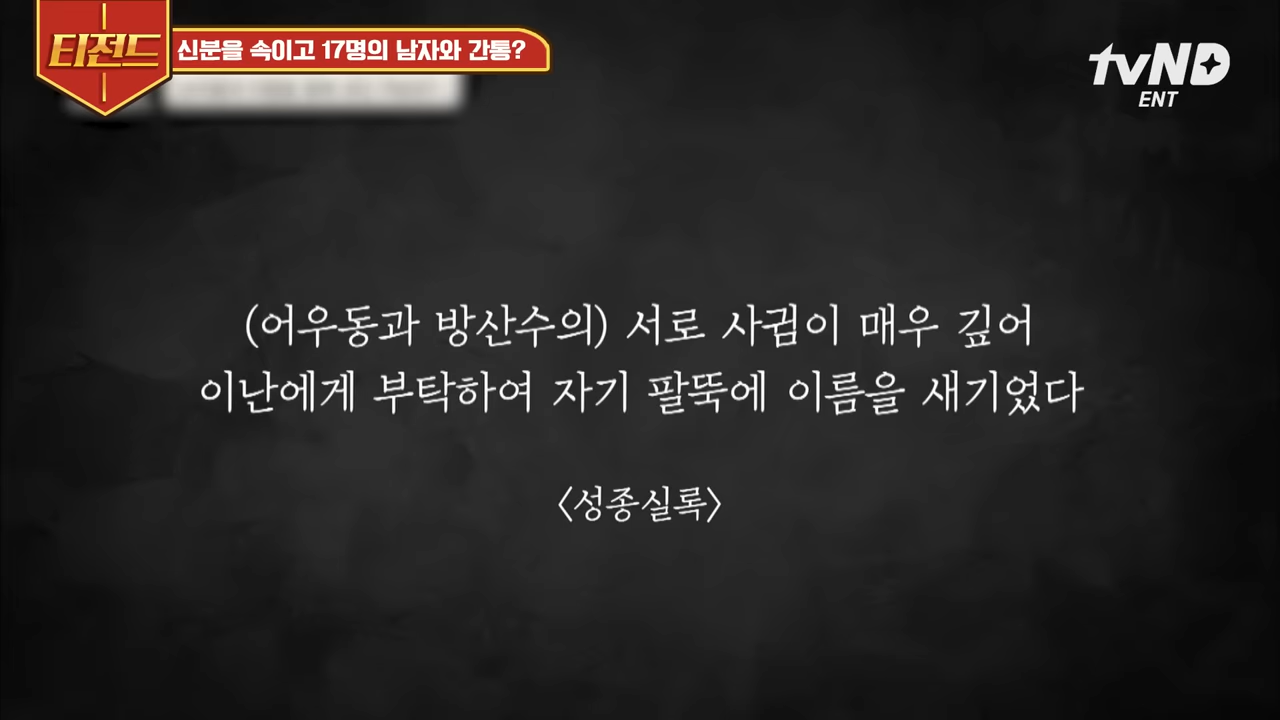 티전드
신분을 속이고 17명의 남자와 간통?
tvND
ENT
(어우동과 방산수의) 서로 사귐이 매우 깊어
이난에게 부탁하여 자기 팔뚝에 이름을 새기었다
〈성종실록〉